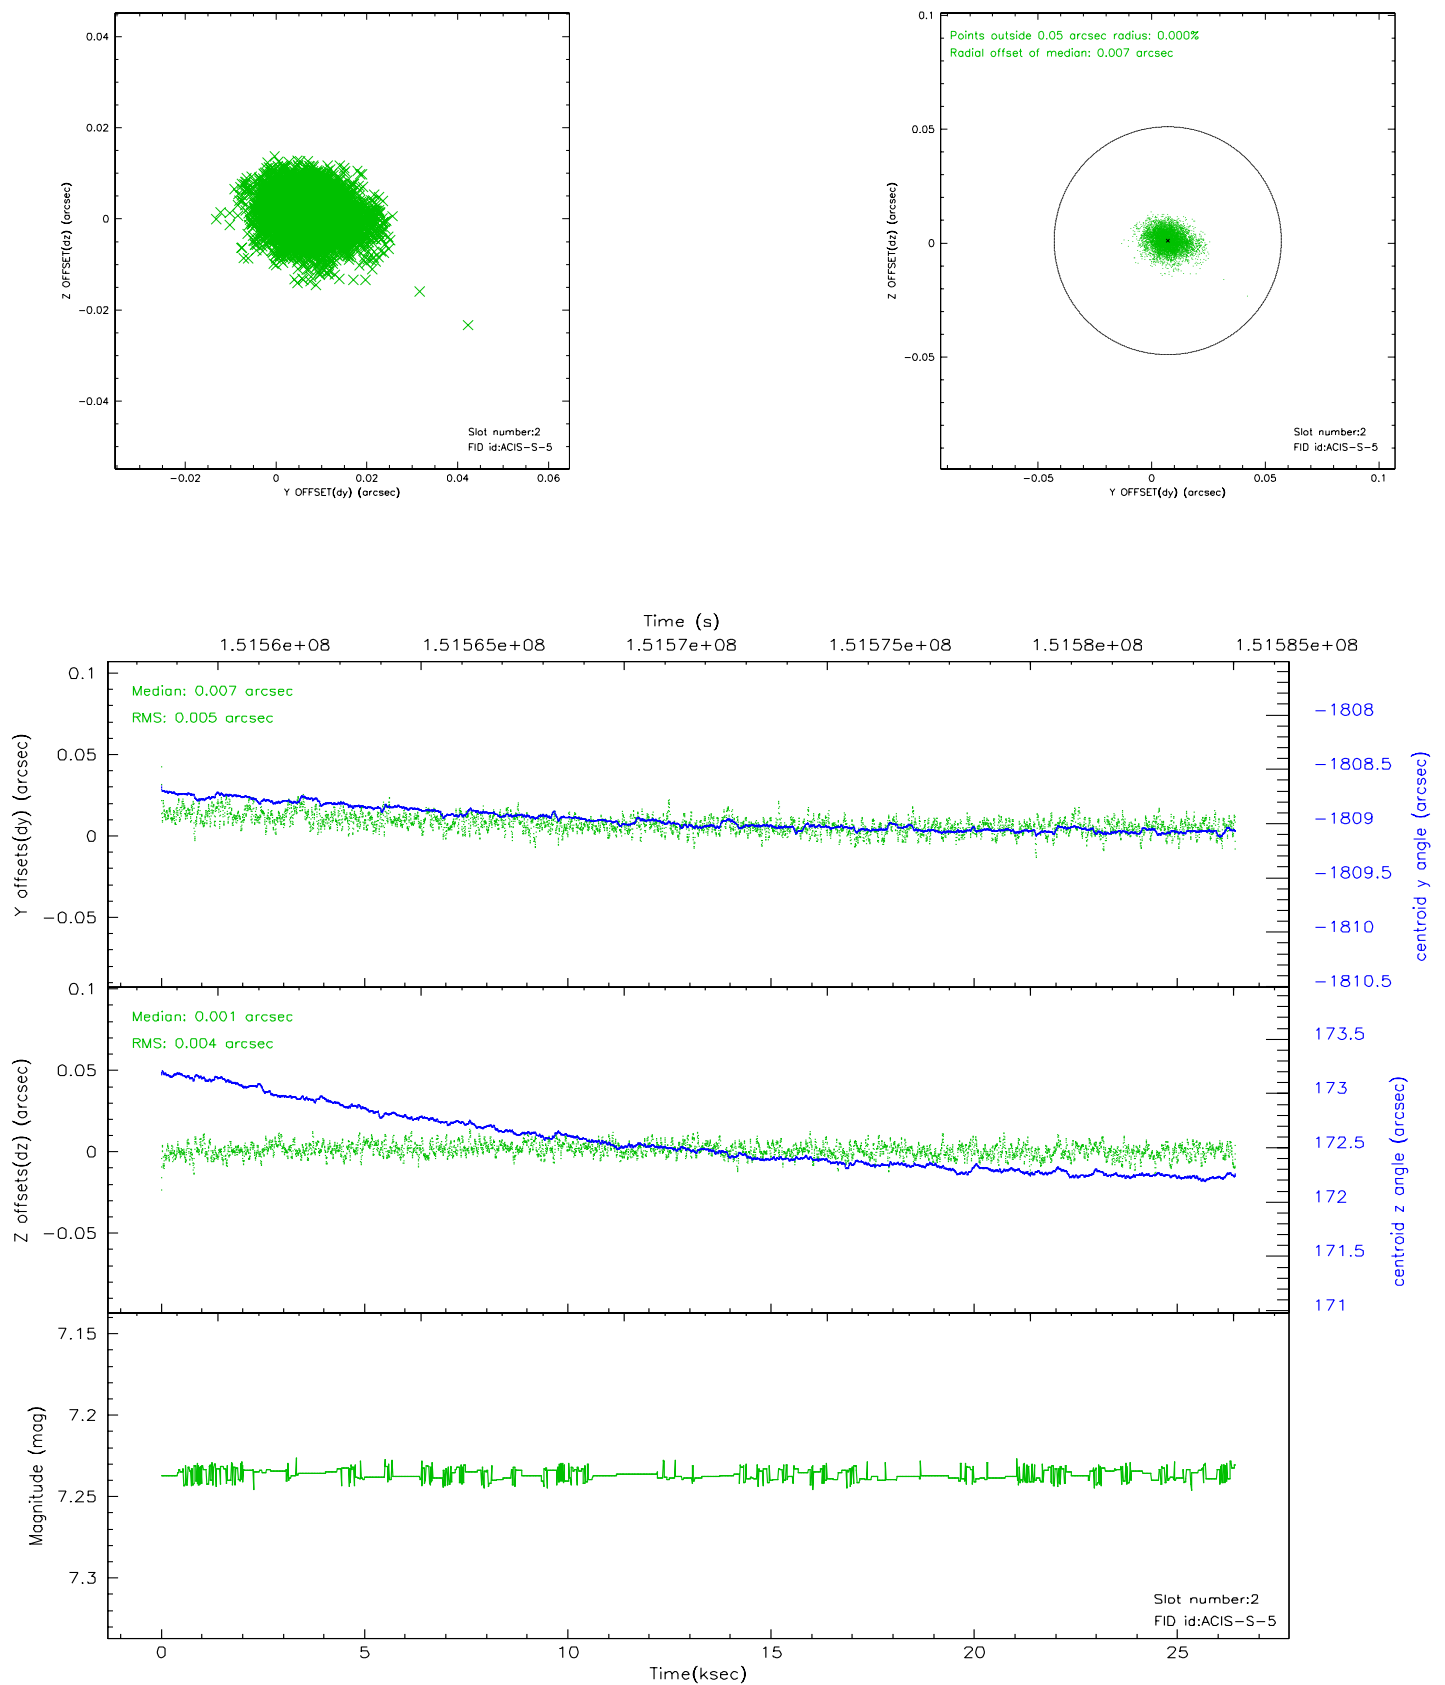 0.04
0.02
0
-0.02
-0.04
Z OFFSET(dz) (arcsec)
Slot number:2
FID id:ACIS-S-5
-0.02
0
0.02
0.04
0.06
Y OFFSET(dy) (arcsec)
0.1
0.05
0
-0.05
Z OFFSET(dz) (arcsec)
Points outside 0.05 arcsec radius: 0.000%
Radial offset of median: 0.007 arcsec
Slot number:2
FID id:ACIS-S-5
-0.05
0
0.05
0.1
Y OFFSET(dy) (arcsec)
Time (s)
1.5156e+08
1.51565e+08
1.5157e+08
1.51575e+08
1.5158e+08
1.51585e+08
0.1
0.05
0
-0.05
Y offsets(dy) (arcsec)
Median: 0.007 arcsec
RMS: 0.005 arcsec
-1808
-1808.5
-1809
-1809.5
-1810
-1810.5
centroid y angle (arcsec)
0.1
0.05
0
-0.05
Z offsets(dz) (arcsec)
Median: 0.001 arcsec
RMS: 0.004 arcsec
173.5
173
172.5
172
171.5
171
centroid z angle (arcsec)
7.15
7.2
7.25
7.3
Magnitude (mag)
Slot number:2
FID id:ACIS-S-5
0
5
10
15
20
25
Time(ksec)